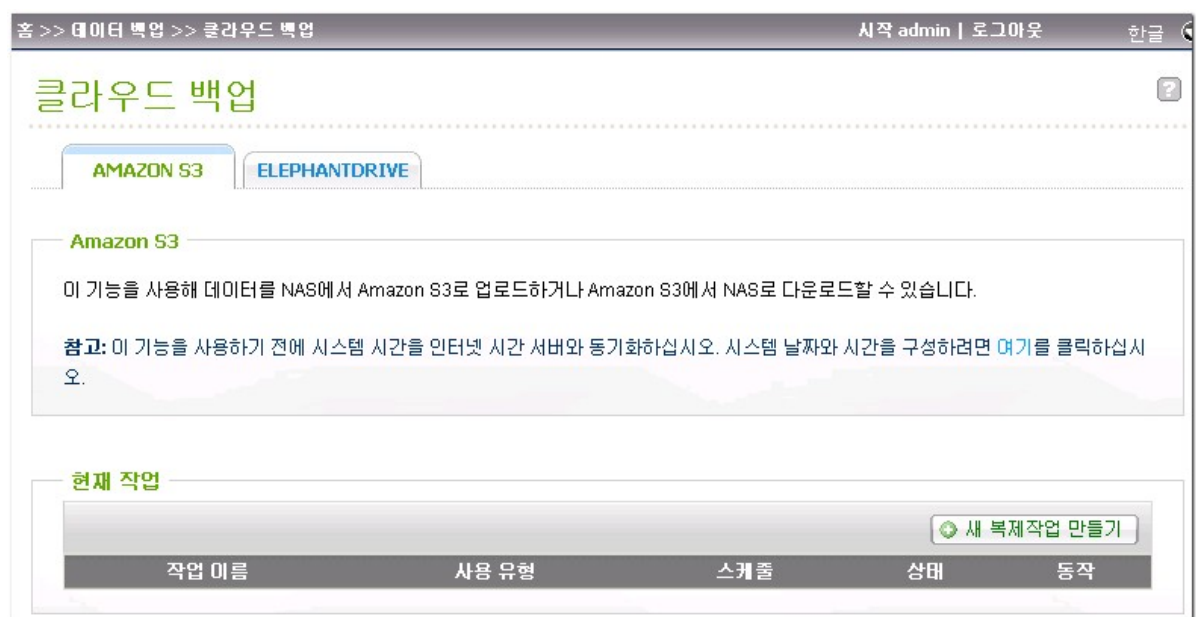 홈 >> 데이터 백업 >> 클라우드 백업 시작 admin | 로그아웃 한글
클라우드 백업
AMAZON S3 ELEPHANTDRIVE
Amazon S3
이 기능을 사용해 데이터를 NAS에서 Amazon S3로 업로드하거나 Amazon S3에서 NAS로 다운로드할 수 있습니다.
참고: 이 기능을 사용하기 전에 시스템 시간을 인터넷 시간 서버와 동기화하십시오. 시스템 날짜와 시간을 구성하려면 여기를 클릭하십시
오.
현재 작업
새 복제작업 만들기
작업 이름 사용 유형 스케줄 상태 동작